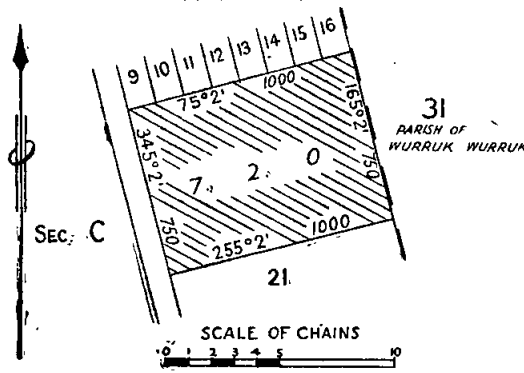 9 10 11 12 13 14 15 16
75°2' 1000
345°2'
165°2'
31
PARISH OF
WURRUK WURRUK
7. 2. 0
750
750
SEC. C
255°2' 1000
21
SCALE OF CHAINS
0 1 2 3 4 5 10